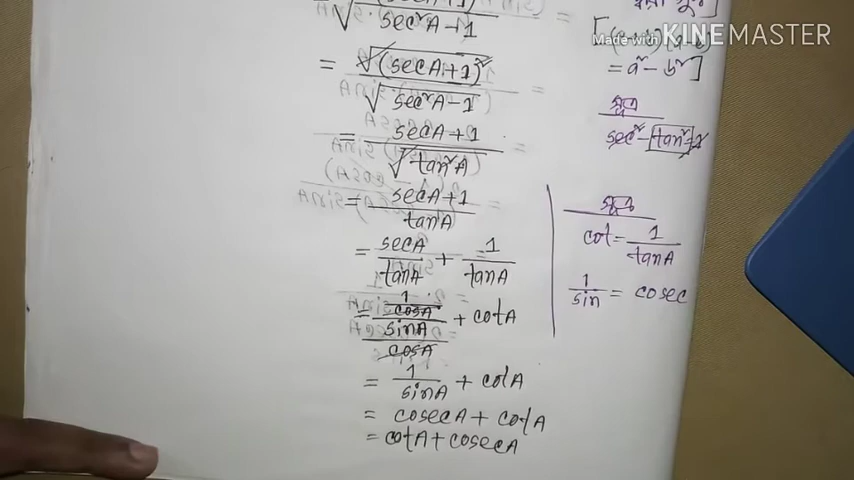 √sec²A-1
= √(secA+1)²
√sec²A-1
= secA+1
√tan²A
= secA+1
tanA
= secA/tanA + 1/tanA
= 1/cosA / sinA/cosA + cotA
= 1/sinA + cotA
= cosecA + cotA
= cotA + cosecA
= a² - b²]
সূত্র
sec² - tan² = 1
সূত্র
cot = 1/tanA
1/sin = cosec
Made with KINEMASTER